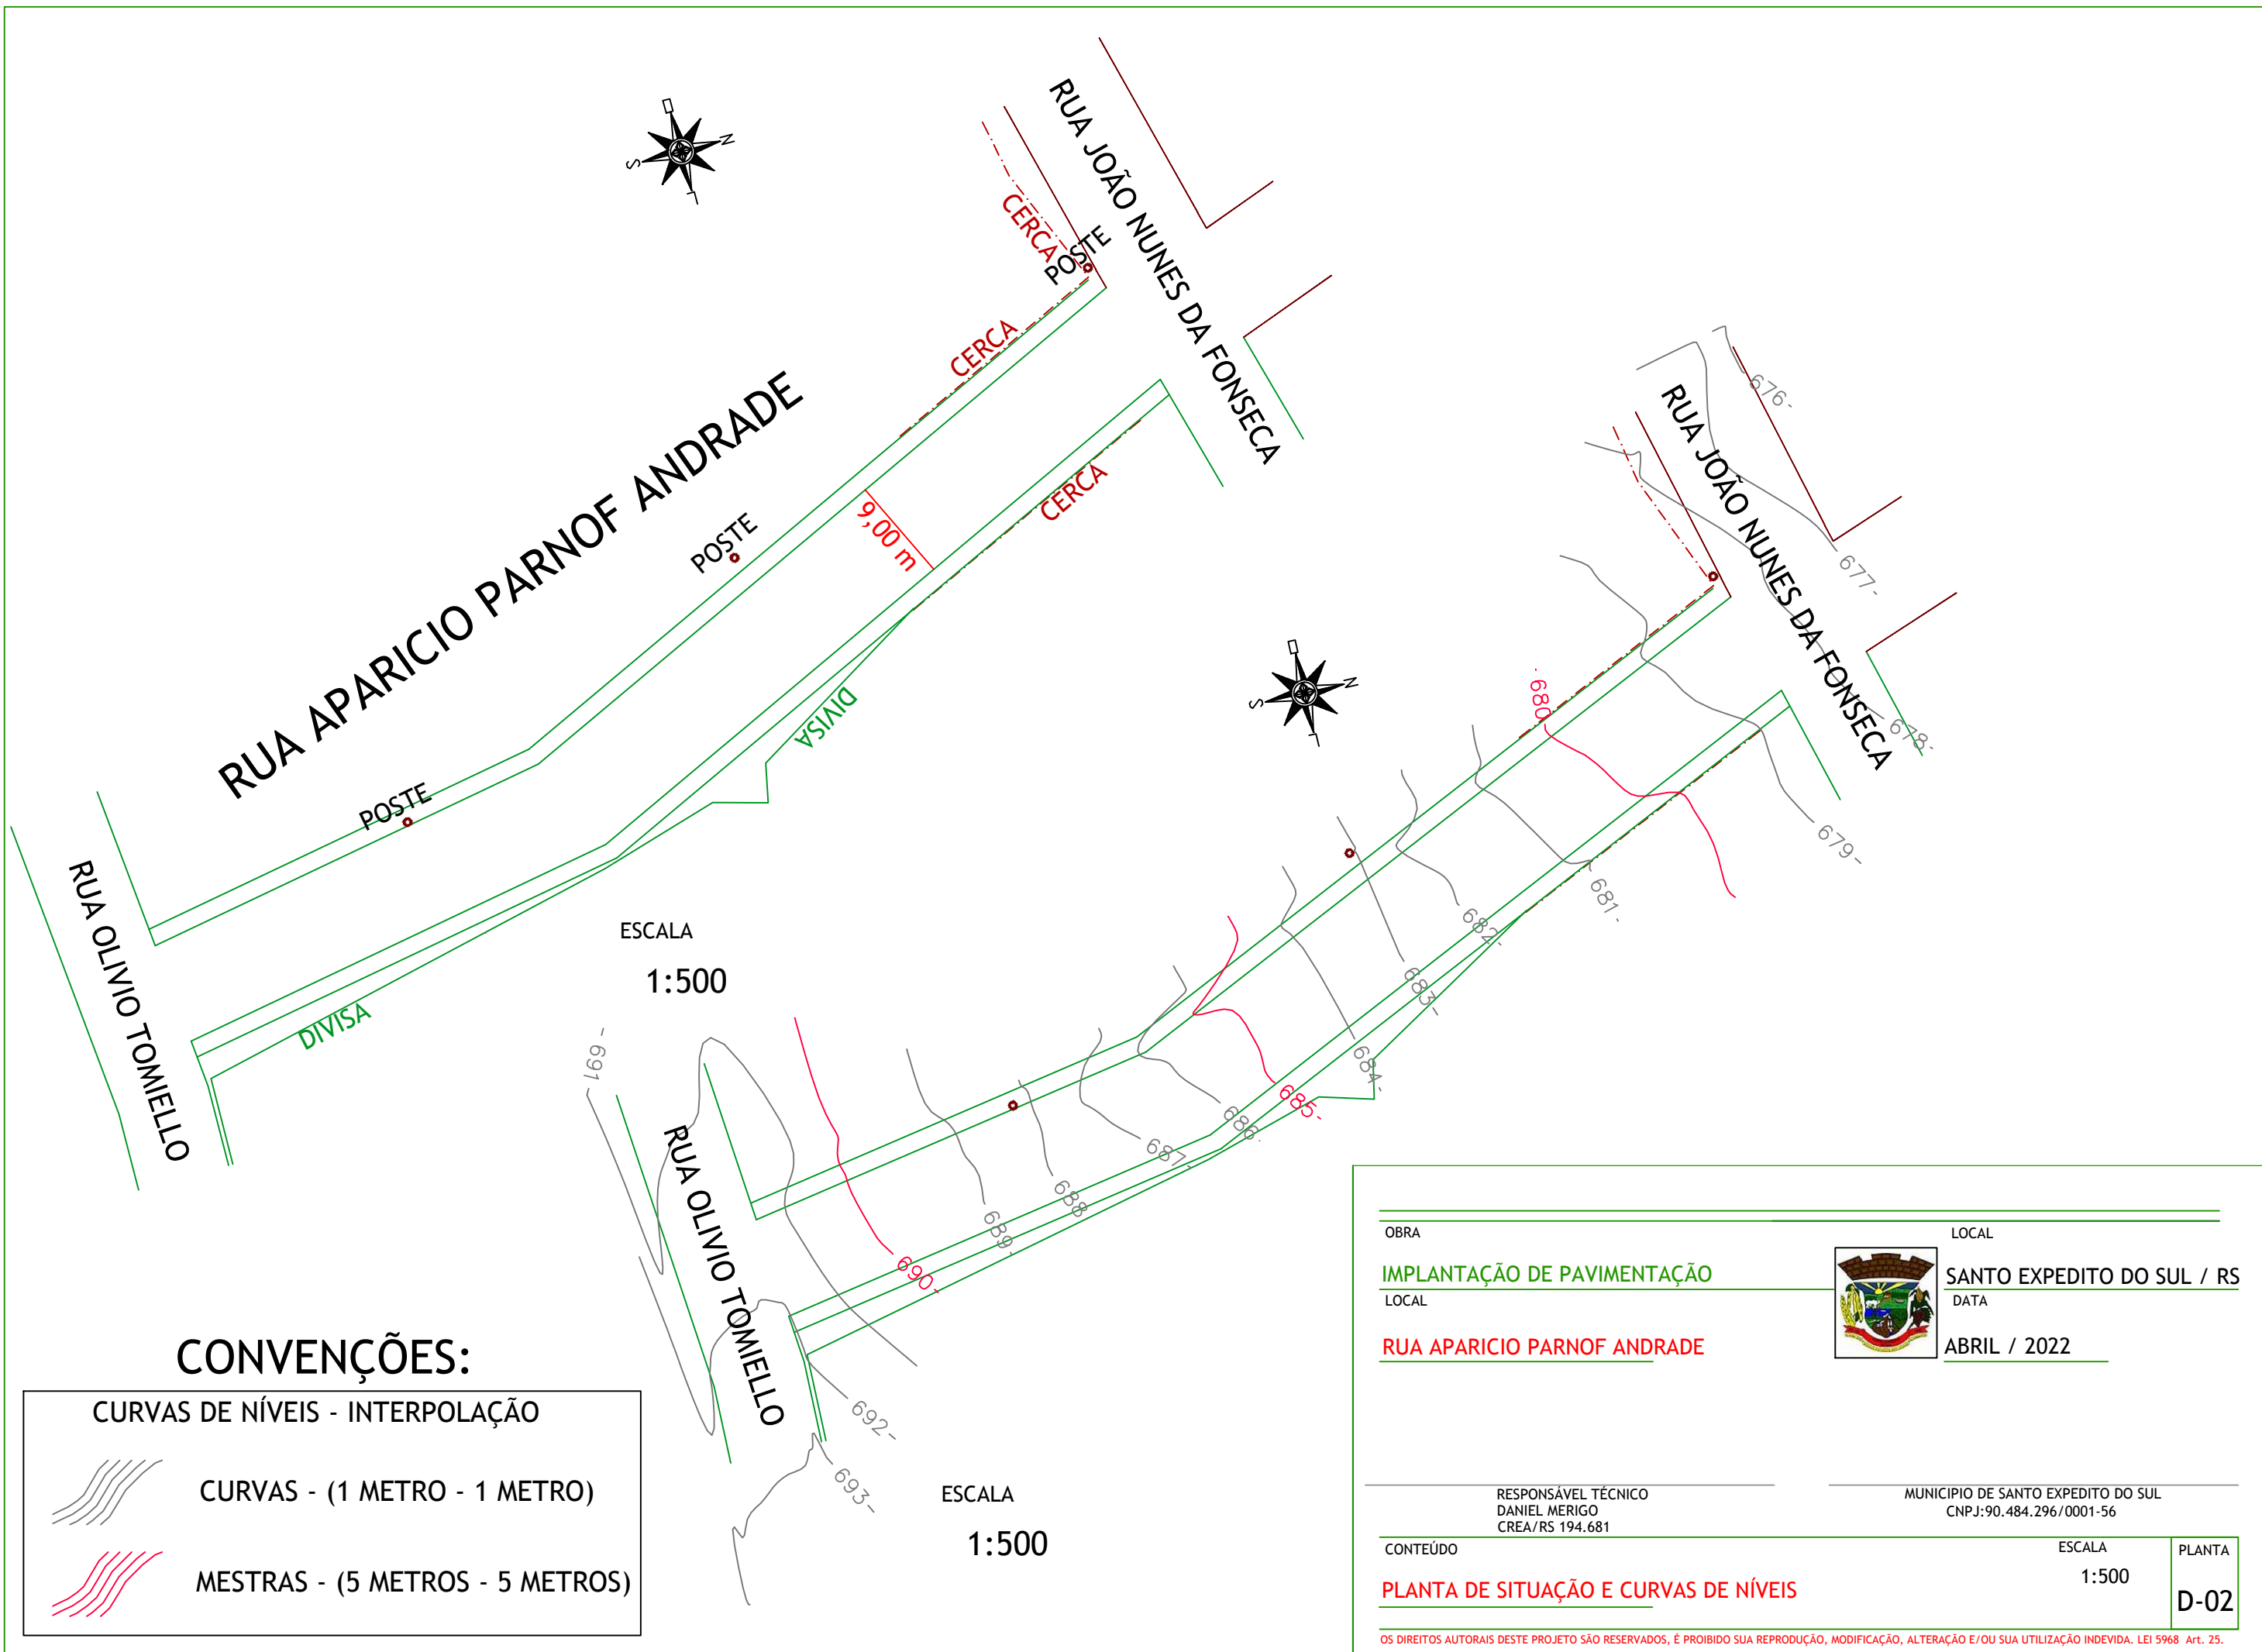 RUA JOÃO NUNES DA FONSECA
S
N
L
CERCA
POSTE
CERCA
RUA APARICIO PARNOF ANDRADE
CERCA
9,00 m
POSTE
DIVISA
POSTE
RUA OLIVIO TOMIELLO
DIVISA
ESCALA
1:500
RUA JOÃO NUNES DA FONSECA
S
N
L
676-
677-
678-
679-
-680-
681-
682-
683-
684-
685-
686-
687-
688
689-
690-
-691-
692-
693-
RUA OLIVIO TOMIELLO
ESCALA
1:500
CONVENÇÕES:
CURVAS DE NÍVEIS - INTERPOLAÇÃO
CURVAS - (1 METRO - 1 METRO)
MESTRAS - (5 METROS - 5 METROS)
OBRA
IMPLANTAÇÃO DE PAVIMENTAÇÃO
LOCAL
RUA APARICIO PARNOF ANDRADE
LOCAL
SANTO EXPEDITO DO SUL / RS
DATA
ABRIL / 2022
RESPONSÁVEL TÉCNICO
DANIEL MERIGO
CREA/RS 194.681
MUNICIPIO DE SANTO EXPEDITO DO SUL
CNPJ:90.484.296/0001-56
CONTEÚDO
PLANTA DE SITUAÇÃO E CURVAS DE NÍVEIS
ESCALA
1:500
PLANTA
D-02
OS DIREITOS AUTORAIS DESTE PROJETO SÃO RESERVADOS, É PROIBIDO SUA REPRODUÇÃO, MODIFICAÇÃO, ALTERAÇÃO E/OU SUA UTILIZAÇÃO INDEVIDA. LEI 5968 Art. 25.